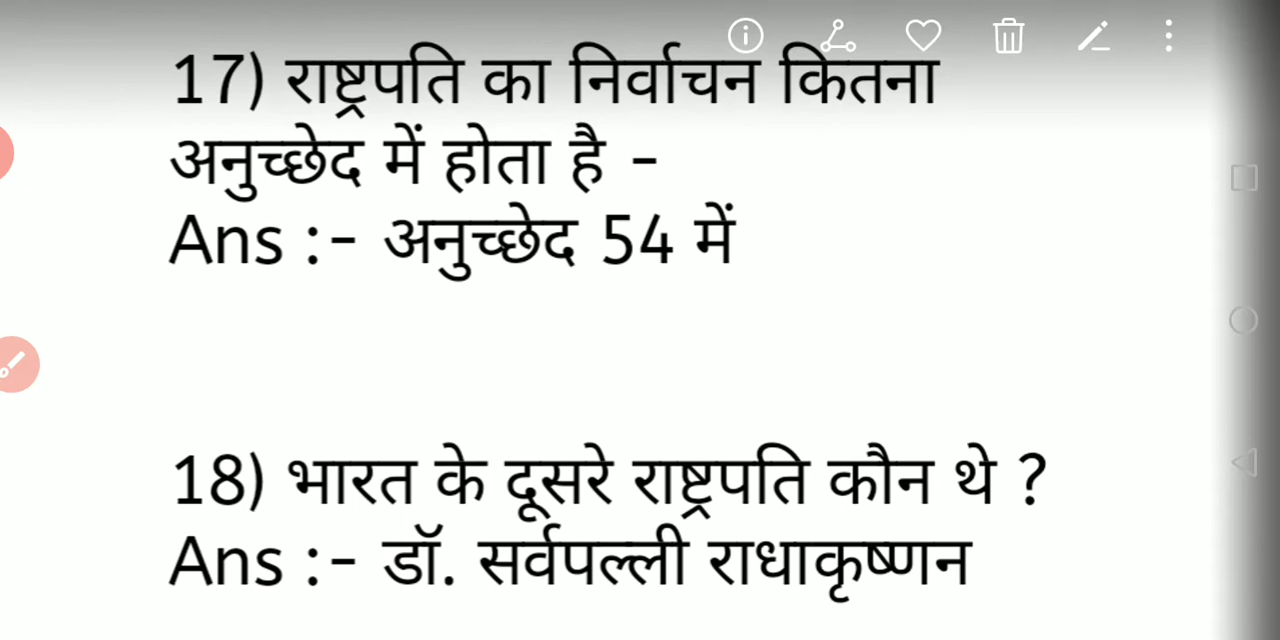 17) राष्ट्रपति का निर्वाचन कितना
अनुच्छेद में होता है -
Ans :- अनुच्छेद 54 में
18) भारत के दूसरे राष्ट्रपति कौन थे ?
Ans :- डॉ. सर्वपल्ली राधाकृष्णन